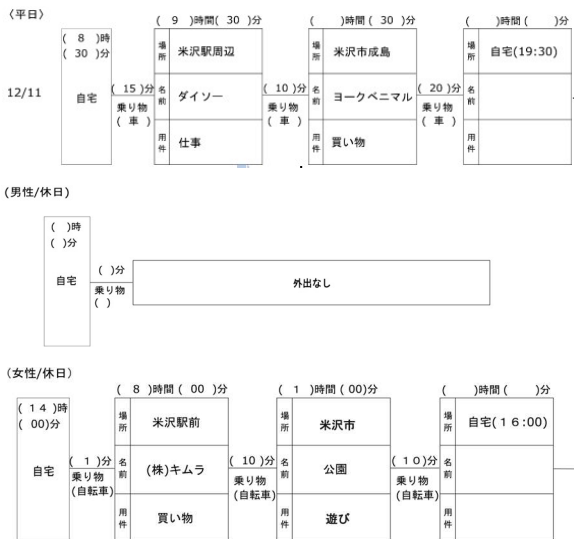 〈平日〉
( 9 )時間( 30 )分 ( )時間( 30 )分 ( )時間( )分
( 8 )時
( 30 )分
場所 米沢駅周辺 場所 米沢市成島 場所 自宅(19:30)
12/11 自宅 ( 15 )分 名前 ダイソー ( 10 )分 名前 ヨークベニマル ( 20 )分 名前
乗り物 乗り物 乗り物
( 車 ) ( 車 ) ( 車 )
用件 仕事 用件 買い物 用件
(男性/休日)
( )時
( )分
自宅 ( )分 外出なし
乗り物
( )
(女性/休日)
( 8 )時間( 00 )分 ( 1 )時間(00)分 ( )時間( )分
( 14 )時
( 00)分
場所 米沢駅前 場所 米沢市 場所 自宅(16:00)
自宅 ( 1 )分 名前 (株)キムラ ( 10 )分 名前 公園 (10)分 名前
乗り物 乗り物 乗り物
(自転車) (自転車) (自転車)
用件 買い物 用件 遊び 用件